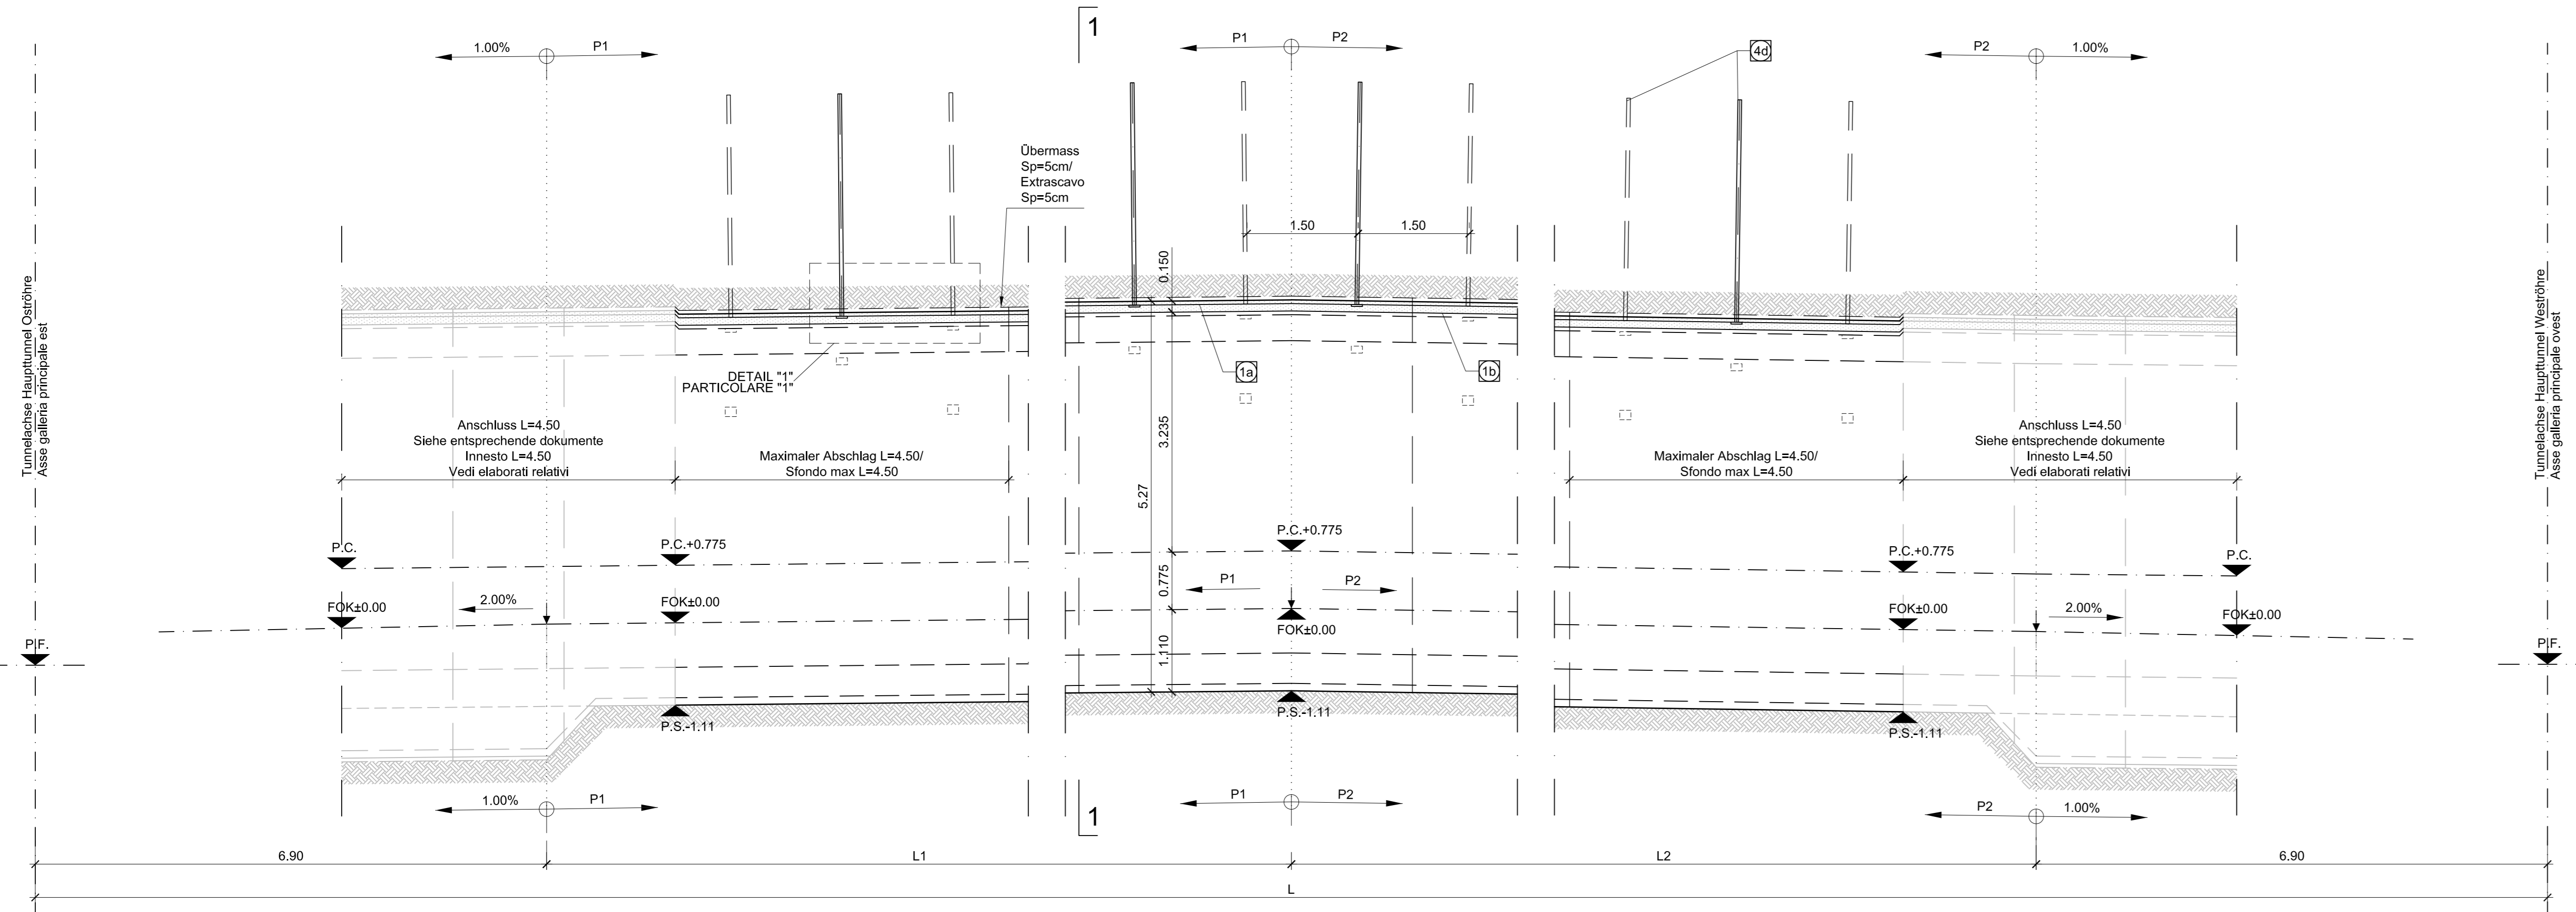 1
1.00%
P1
P1
P2
4d
P2
1.00%
Übermass
Sp=5cm/
Extrascavo
Sp=5cm
1.50
1.50
0.150
Tunnelachse Haupttunnel Oströhre
Asse galleria principale est
Tunnelachse Haupttunnel Weströhre
Asse galleria principale ovest
DETAIL "1"
PARTICOLARE "1"
1a
1b
Anschluss L=4.50
Siehe entsprechende dokumente
Innesto L=4.50
Vedi elaborati relativi
Maximaler Abschlag L=4.50/
Sfondo max L=4.50
3.235
5.27
Maximaler Abschlag L=4.50/
Sfondo max L=4.50
Anschluss L=4.50
Siehe entsprechende dokumente
Innesto L=4.50
Vedi elaborati relativi
P.C.
P.C.+0.775
P.C.+0.775
P.C.+0.775
P.C.
0.775
P1
P2
FOK±0.00
2.00%
FOK±0.00
FOK±0.00
FOK±0.00
2.00%
FOK±0.00
P.F.
1.110
P.F.
P.S.-1.11
P.S.-1.11
P.S.-1.11
1.00%
P1
P1
P2
P2
1.00%
1
6.90
L1
L2
6.90
L